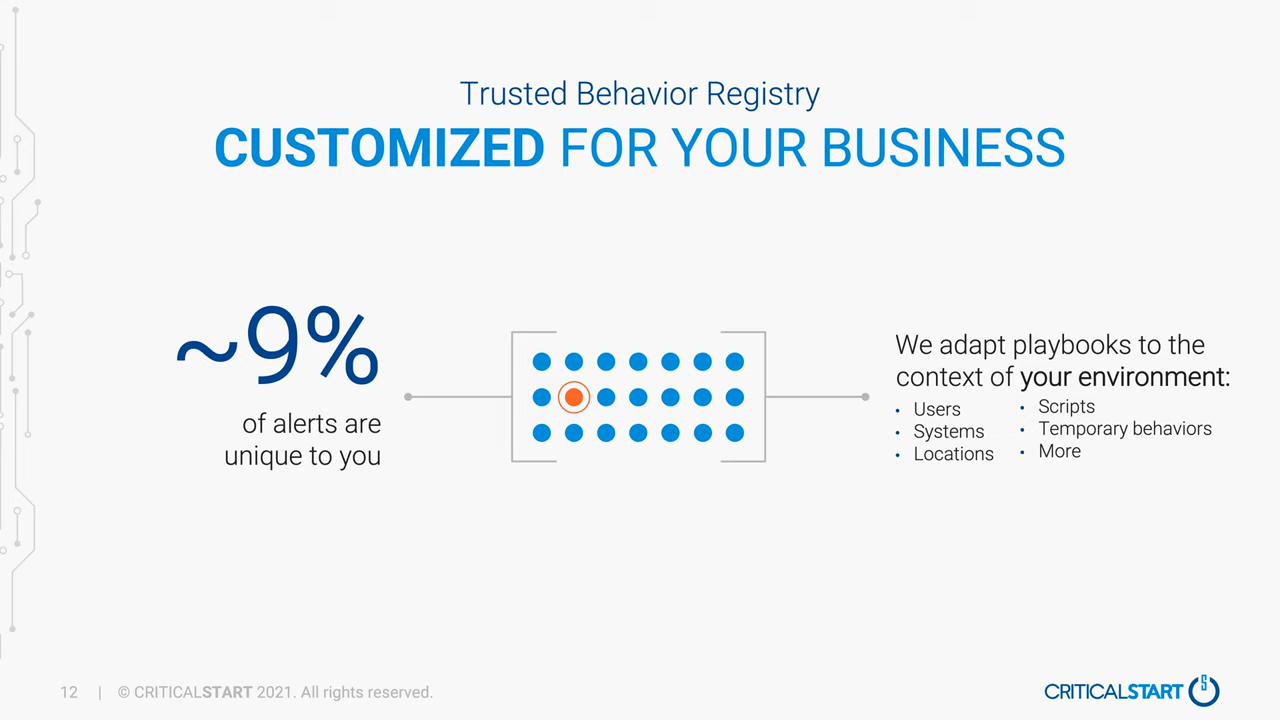 Trusted Behavior Registry
CUSTOMIZED FOR YOUR BUSINESS
~9%
of alerts are
unique to you
We adapt playbooks to the
context of your environment:
• Users
• Systems
• Locations
• Scripts
• Temporary behaviors
• More
12 | © CRITICALSTART 2021. All rights reserved.
CRITICALSTART